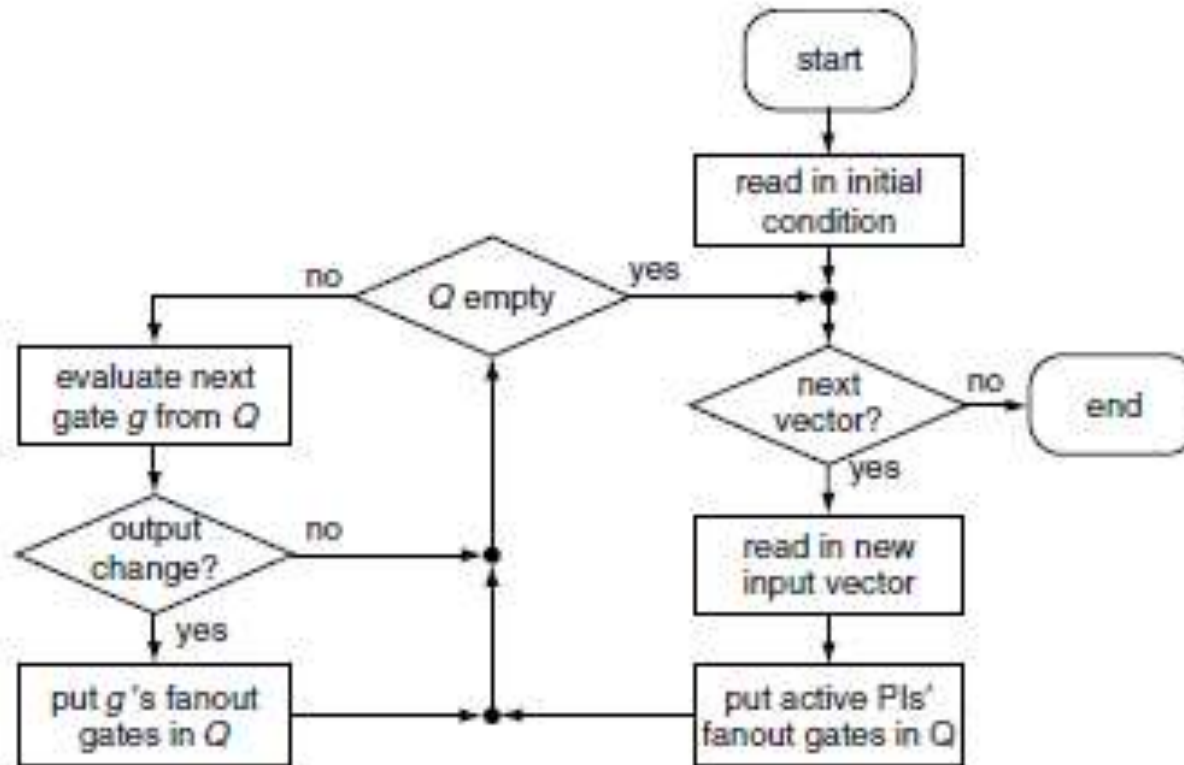 start
read in initial
condition
no
yes
Q empty
evaluate next
gate g from Q
next
vector?
no
end
yes
output
change?
no
read in new
input vector
yes
put g's fanout
gates in Q
put active PIs'
fanout gates in Q